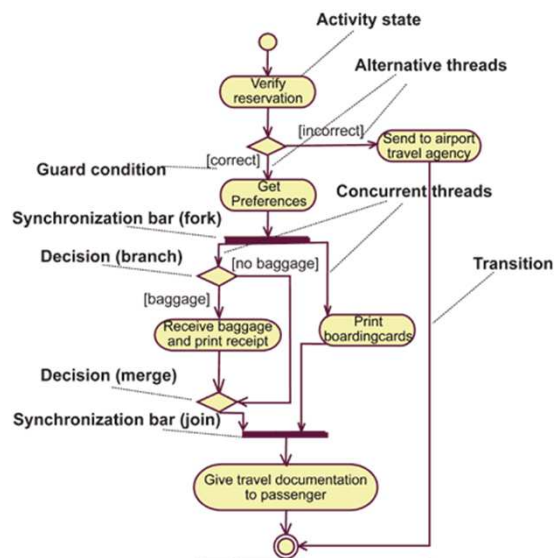 Activity state
Alternative threads
Verify
reservation
[incorrect]
Send to airport
travel agency
[correct]
Guard condition
Get
Preferences
Concurrent threads
Synchronization bar (fork)
Decision (branch)
[no baggage]
Transition
[baggage]
Receive baggage
and print receipt
Print
boardingcards
Decision (merge)
Synchronization bar (join)
Give travel documentation
to passenger